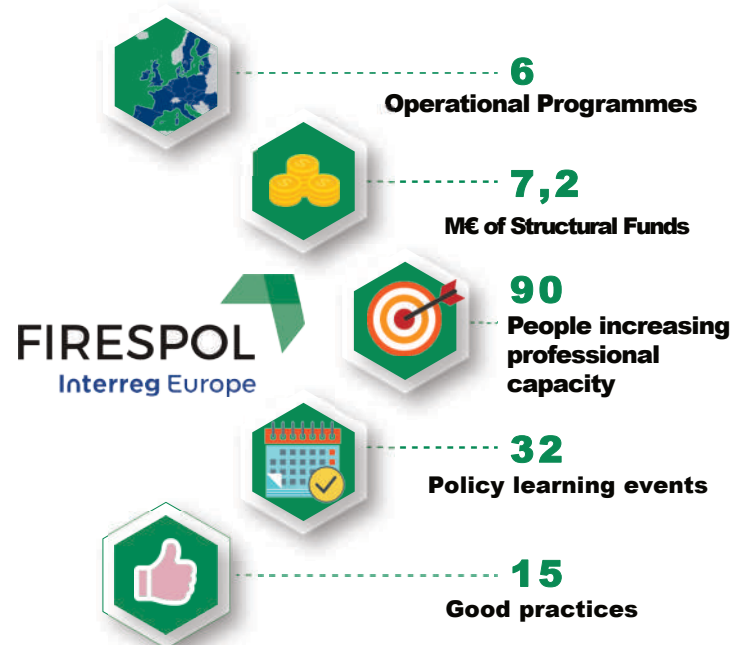 6
Operational Programmes
7,2
M€ of Structural Funds
90
People increasing
professional
capacity
FIRESPOL
Interreg Europe
32
Policy learning events
15
Good practices